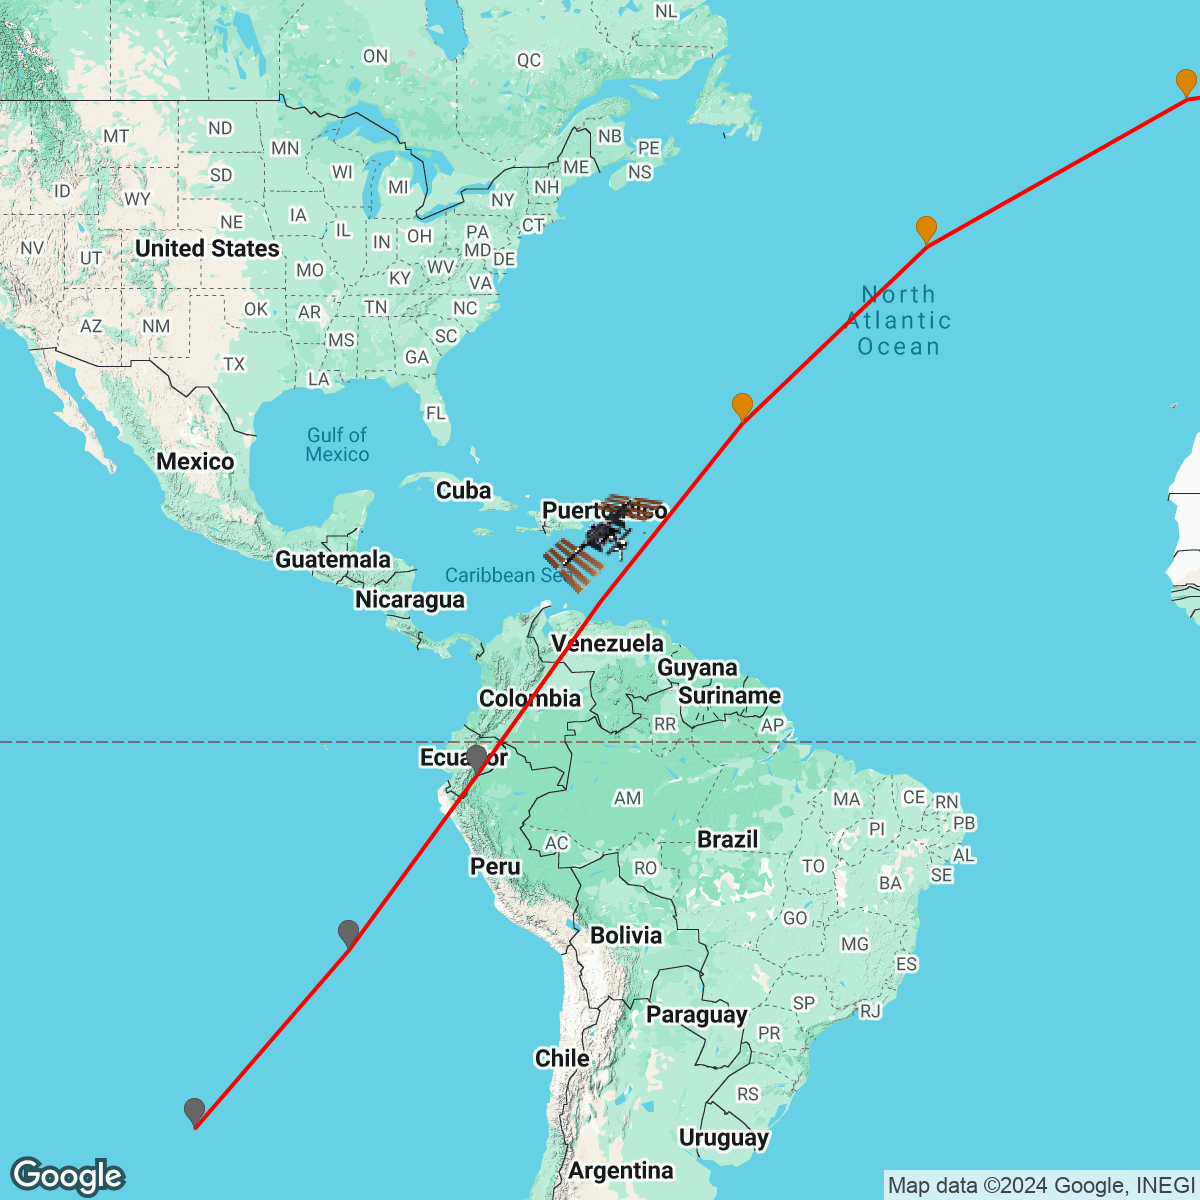 NL
ON
QC
ND
MT
MN
NB
PE
ME
NS
WI
SD
MI
NH
ID
WY
NY
IA
NE
CT
IL
PA
OH
IN
NV
United States
MD
UT
DE
WV
MO
KY
VA
North
OK
TN
NC
AR
Atlantic
AZ
NM
SC
MS
Ocean
GA
TX
LA
FL
Gulf of
Mexico
Mexico
Cuba
Guatemala
Caribbean Se
Nicaragua
Venezuela
Guyana
Colombia
Suriname
RR
AP
AM
MA
CE
RN
PI
PB
Brazil
AC
AL
Peru
RO
TO
SE
BA
GO
Bolivia
MG
ES
SP
RJ
Paraguay
PR
Chile
RS
Uruguay
Argentina
Google
Map data ©2024 Google, INEGI